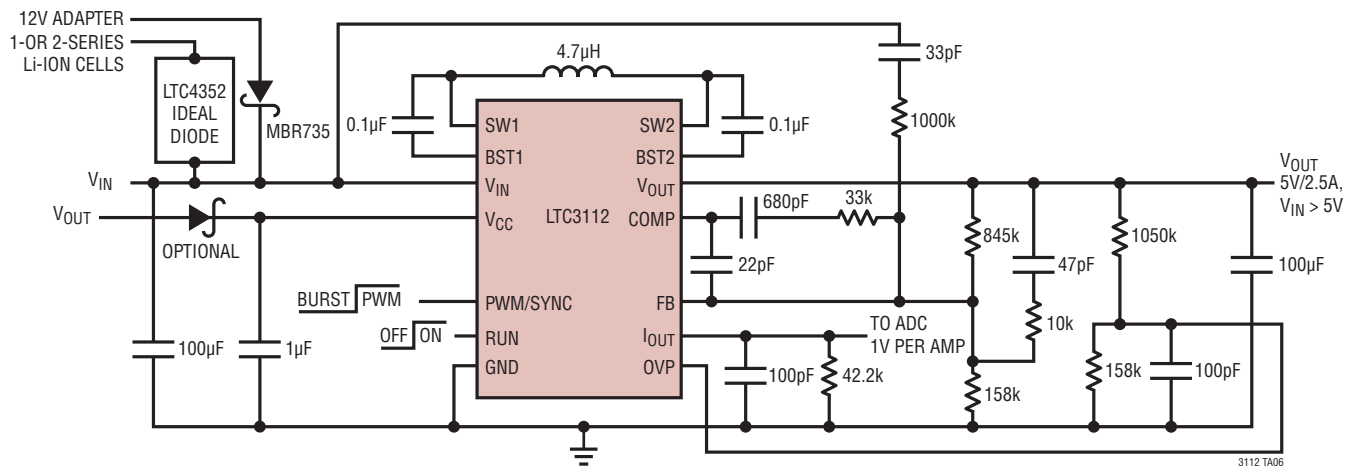 12V ADAPTER
1-OR 2-SERIES
Li-ION CELLS
LTC4352
IDEAL
DIODE
MBR735
4.7µH
33pF
1000k
0.1µF
SW1
SW2
0.1µF
BST1
BST2
VIN
VIN
VOUT
VOUT
5V/2.5A,
VIN > 5V
VOUT
OPTIONAL
VCC
LTC3112
COMP
680pF
33k
845k
1050k
22pF
47pF
100µF
BURST
PWM
PWM/SYNC
FB
10k
OFF
ON
RUN
IOUT
TO ADC
1V PER AMP
100µF
1µF
GND
OVP
100pF
42.2k
158k
158k
100pF
3112 TA06